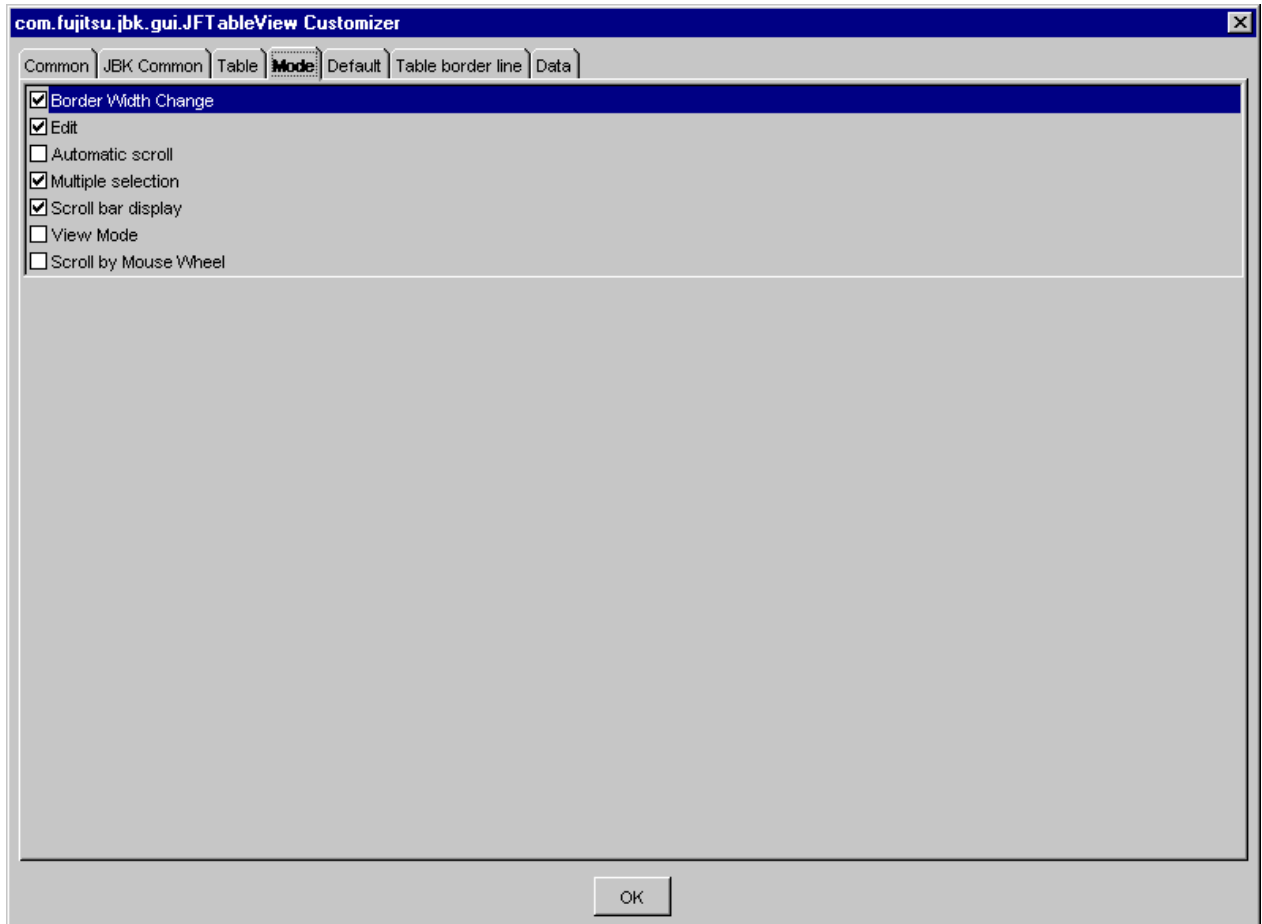 com.fujitsu.jbk.gui.JFTableView Customizer
Common JBK Common Table Mode Default Table border line Data
Border Width Change
Edit
Automatic scroll
Multiple selection
Scroll bar display
View Mode
Scroll by Mouse Wheel
OK